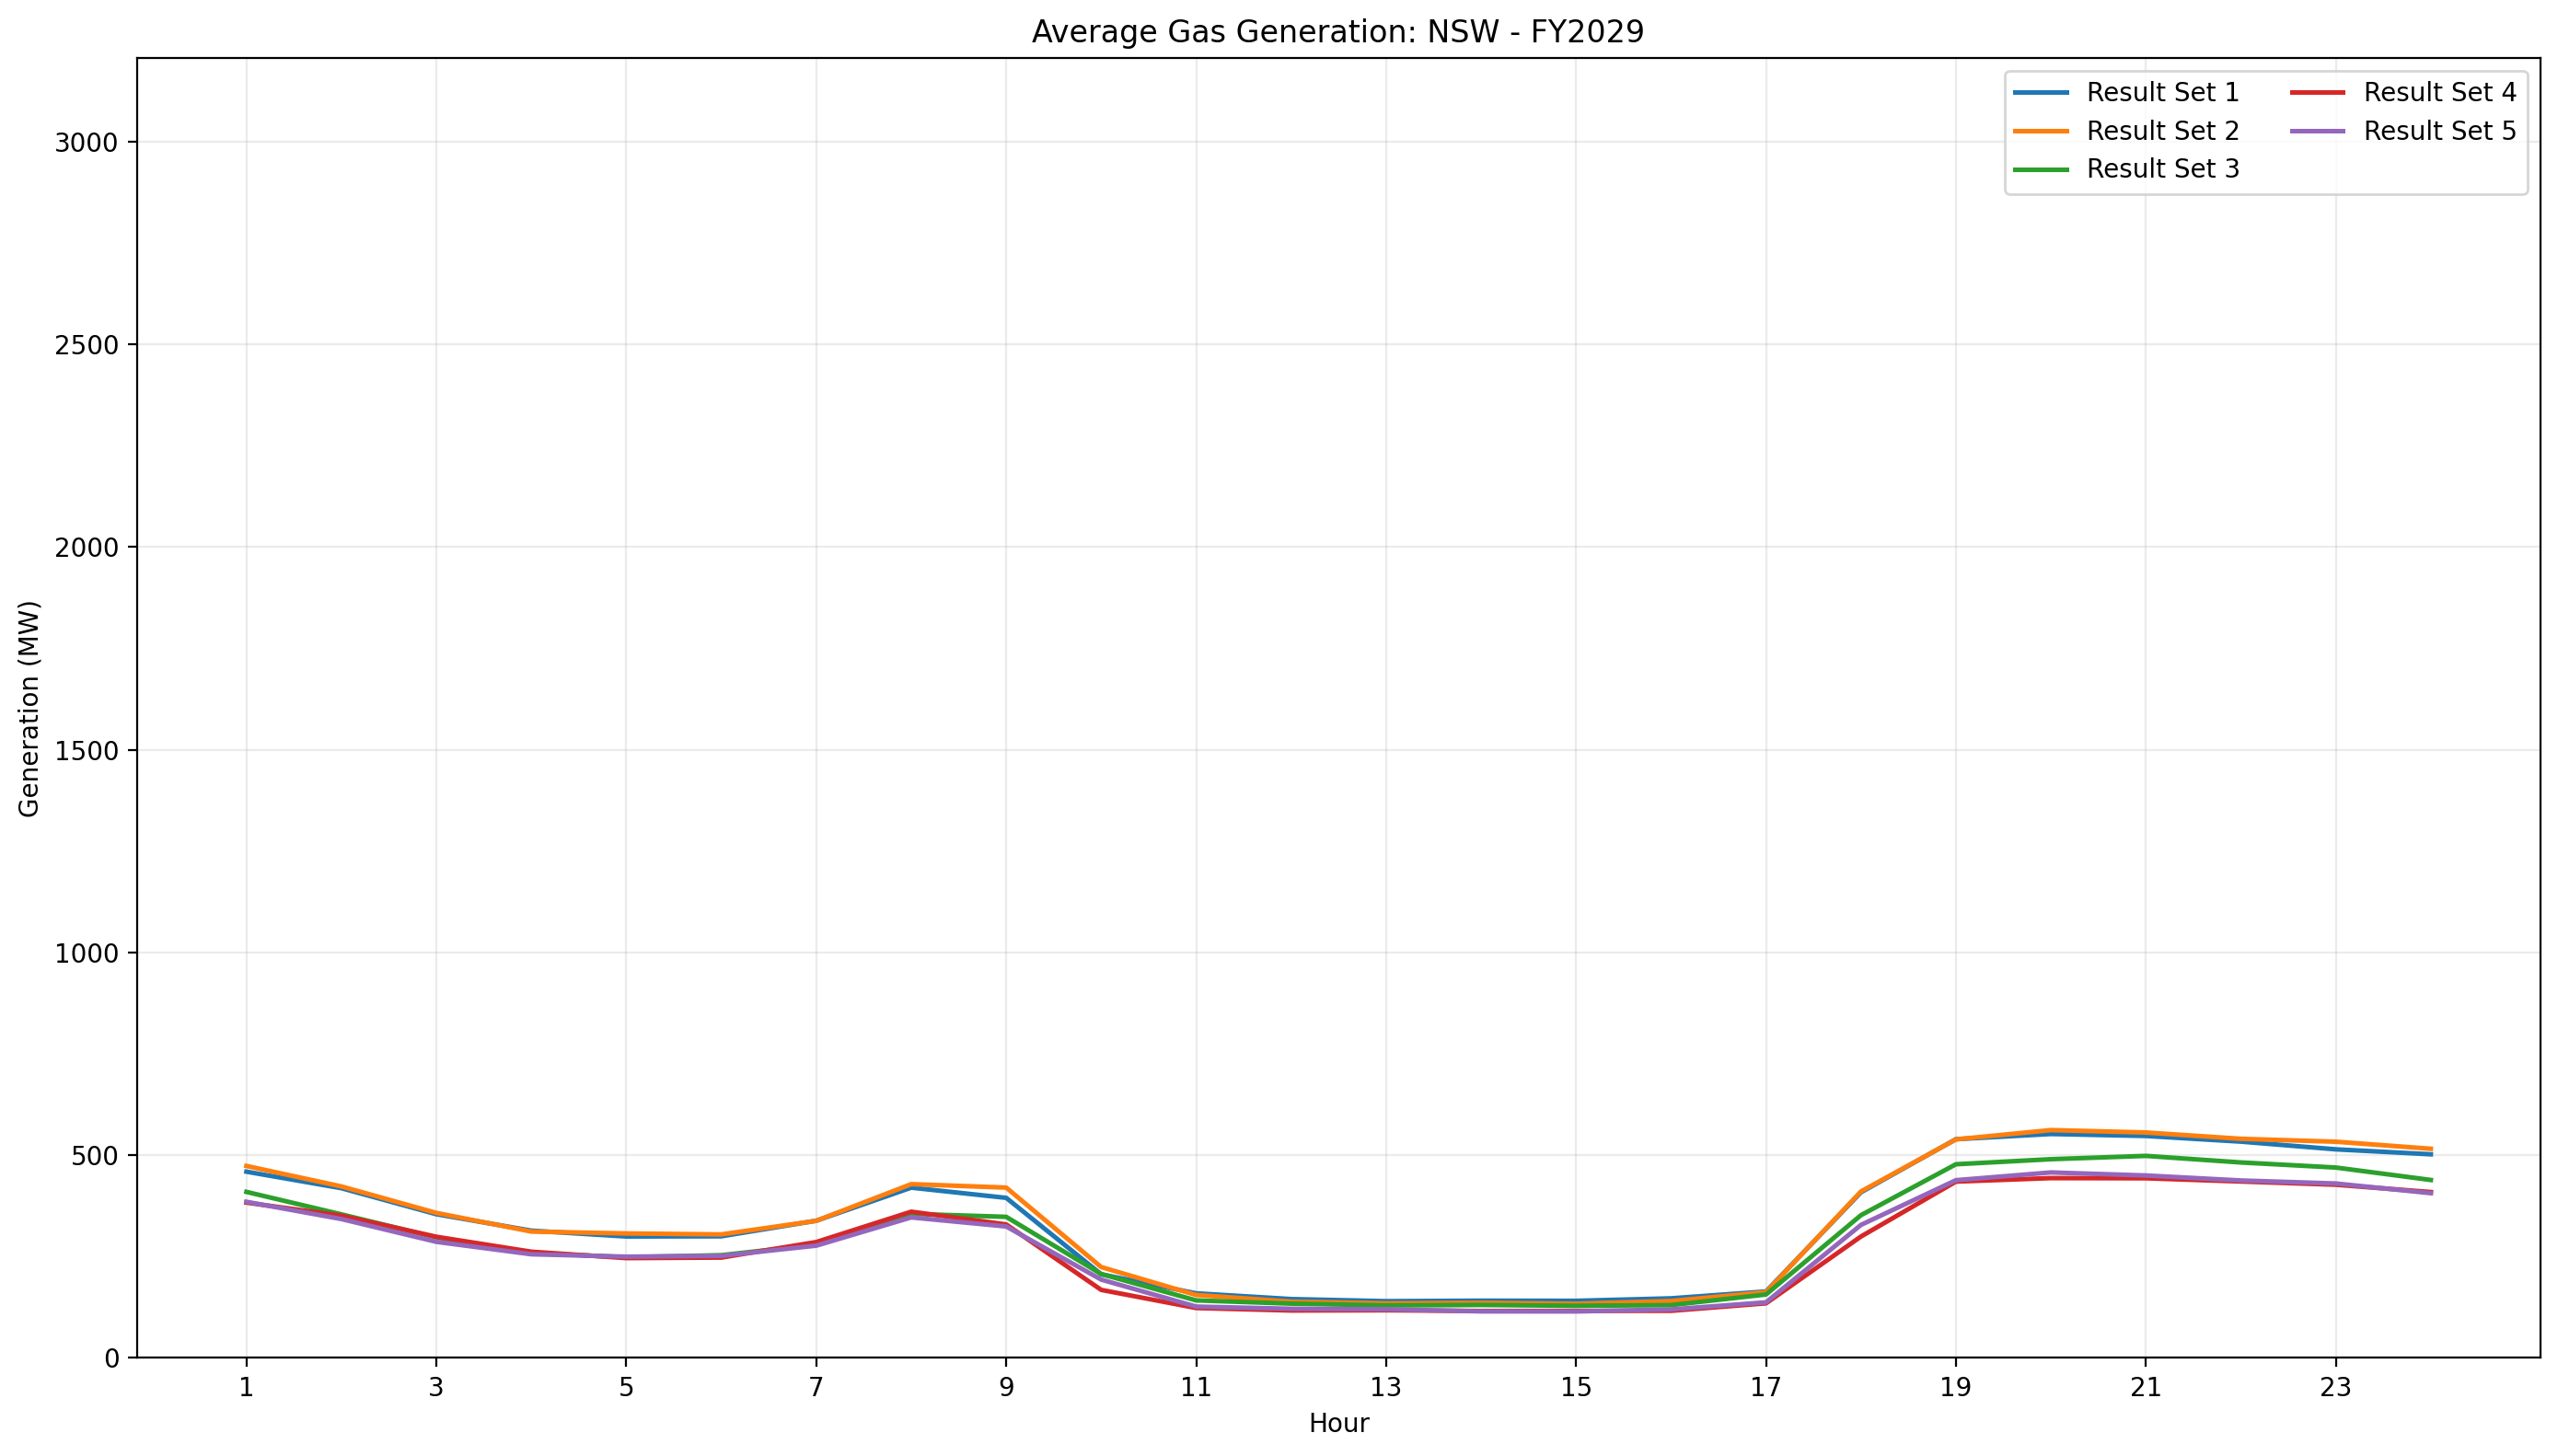 Average Gas Generation: NSW - FY2029
Result Set 1
Result Set 2
Result Set 3
Result Set 4
Result Set 5
Generation (MW)
3000
2500
2000
1500
1000
500
0
1 3 5 7 9 11 13 15 17 19 21 23
Hour